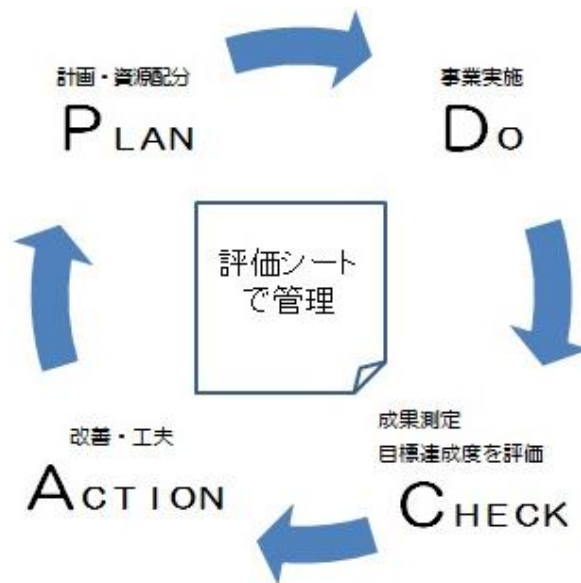 計画・資源配分
PLAN
事業実施
DO
評価シート
で管理
成果測定
目標達成度を評価
CHECK
改善・工夫
ACTION